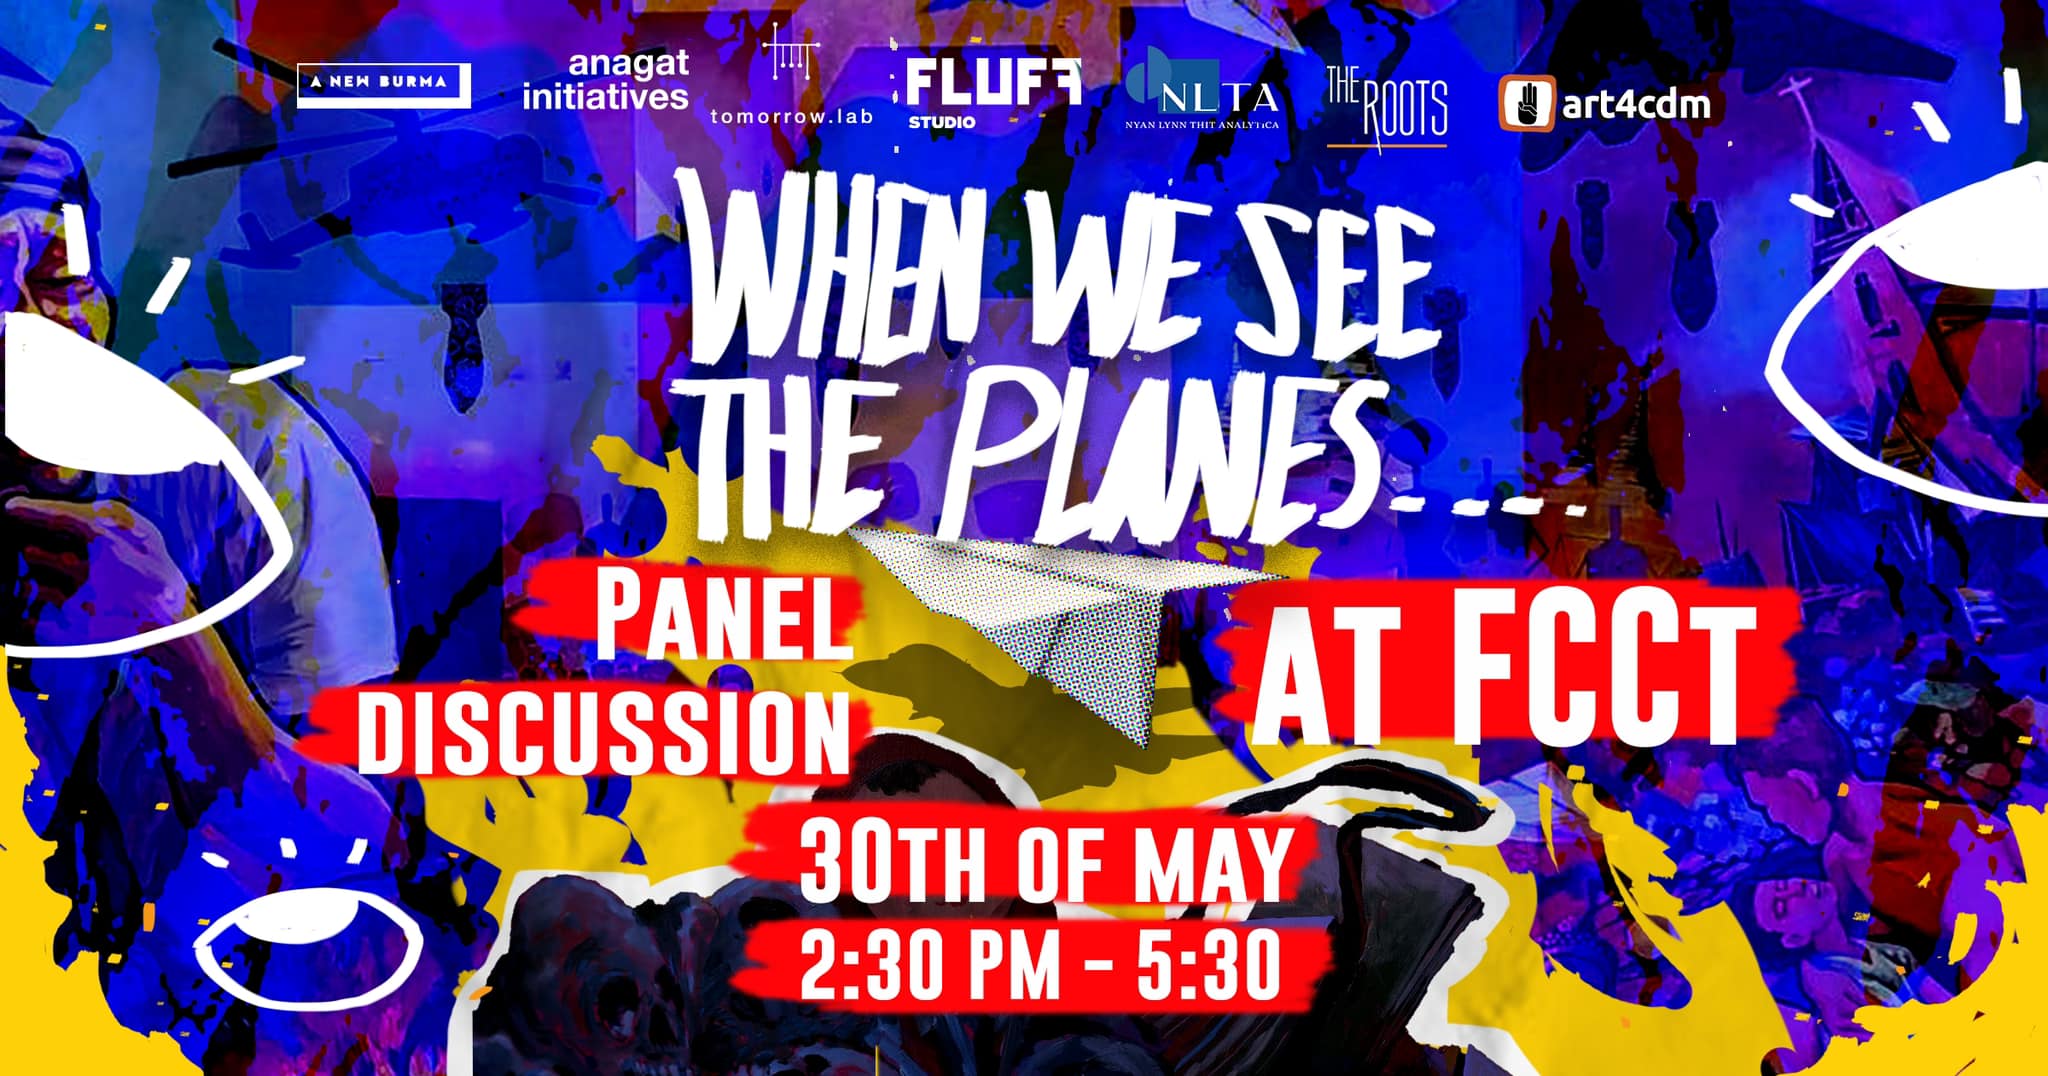 A NEW BURMA
anagat
initiatives
tomorrow.lab
FLUFF
STUDIO
NLTA
NYAN LYNN THIT ANALYTICA
THE
ROOTS
art4cdm
WHEN WE SEE
THE PLANES....
PANEL
DISCUSSION
AT FCCT
30TH OF MAY
2:30 PM - 5:30